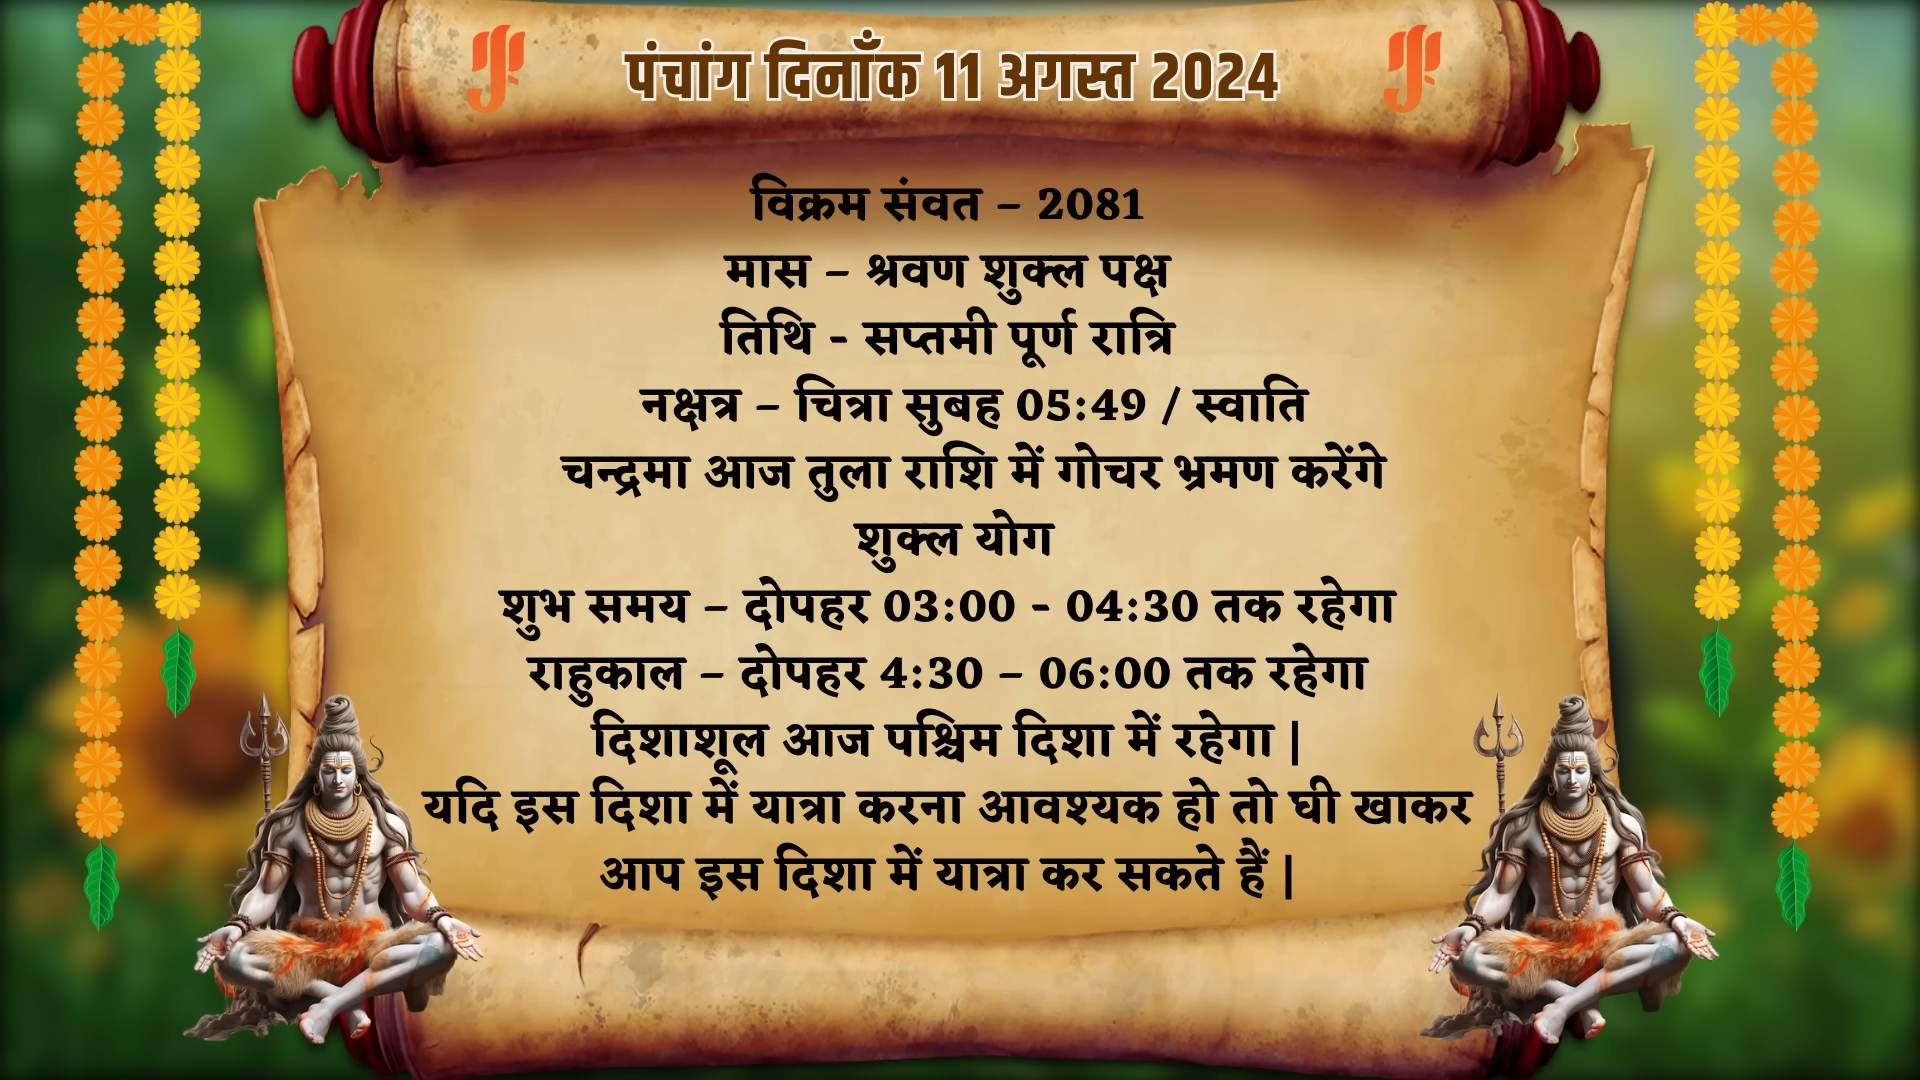 पंचांग दिनाँक 11 अगस्त 2024
विक्रम संवत – 2081
मास – श्रवण शुक्ल पक्ष
तिथि - सप्तमी पूर्ण रात्रि
नक्षत्र – चित्रा सुबह 05:49 / स्वाति
चन्द्रमा आज तुला राशि में गोचर भ्रमण करेंगे
शुक्ल योग
शुभ समय – दोपहर 03:00 - 04:30 तक रहेगा
राहुकाल – दोपहर 4:30 – 06:00 तक रहेगा
दिशाशूल आज पश्चिम दिशा में रहेगा |
यदि इस दिशा में यात्रा करना आवश्यक हो तो घी खाकर
आप इस दिशा में यात्रा कर सकते हैं |